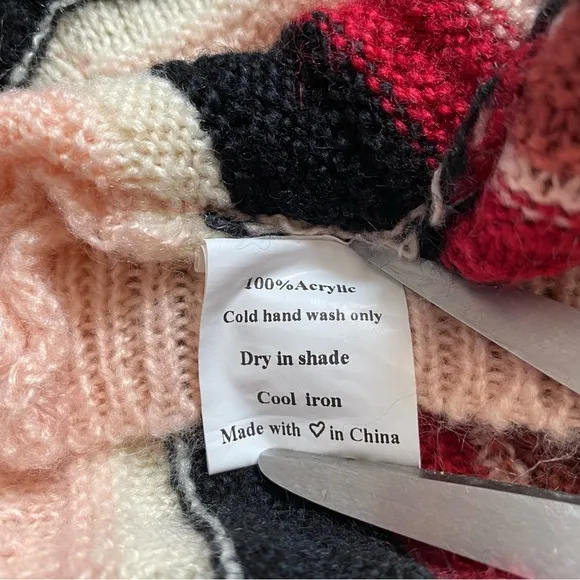 100%Acrylic
Cold hand wash only
Dry in shade
Cool iron
Made with ♡ in China